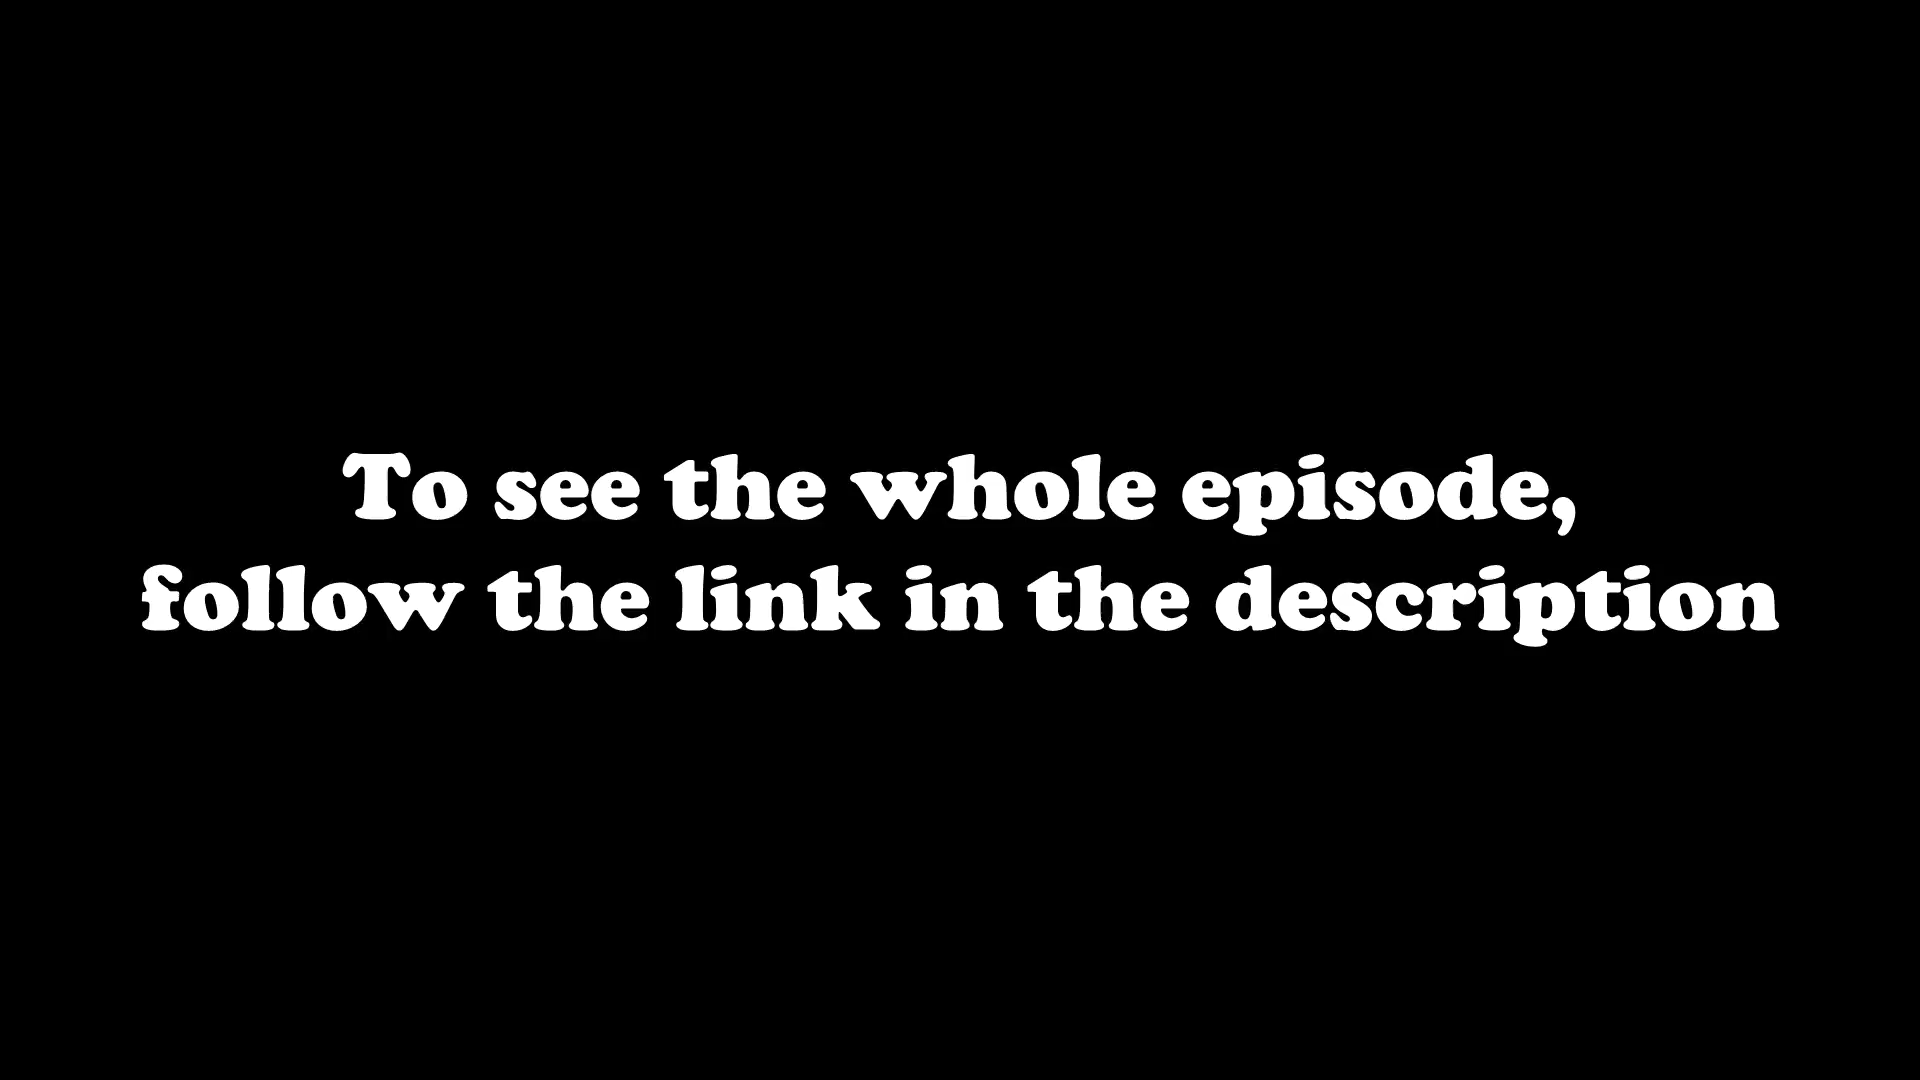 To see the whole episode,
follow the link in the description